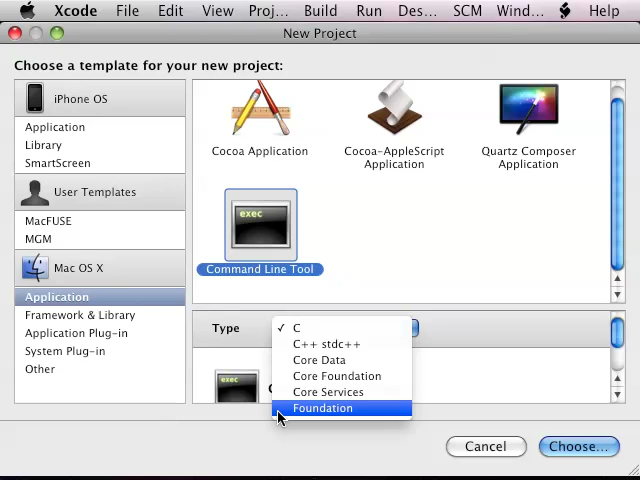 Xcode File Edit View Proj... Build Run Des... SCM Wind... Help
New Project
Choose a template for your new project:
iPhone OS
Application
Library
SmartScreen
User Templates
MacFUSE
MGM
Mac OS X
Application
Framework & Library
Application Plug-in
System Plug-in
Other
Cocoa Application
Cocoa-AppleScript
Application
Quartz Composer
Application
exec
Command Line Tool
Type
✓ C
C++ stdc++
Core Data
Core Foundation
Core Services
Foundation
exec
Cancel
Choose...